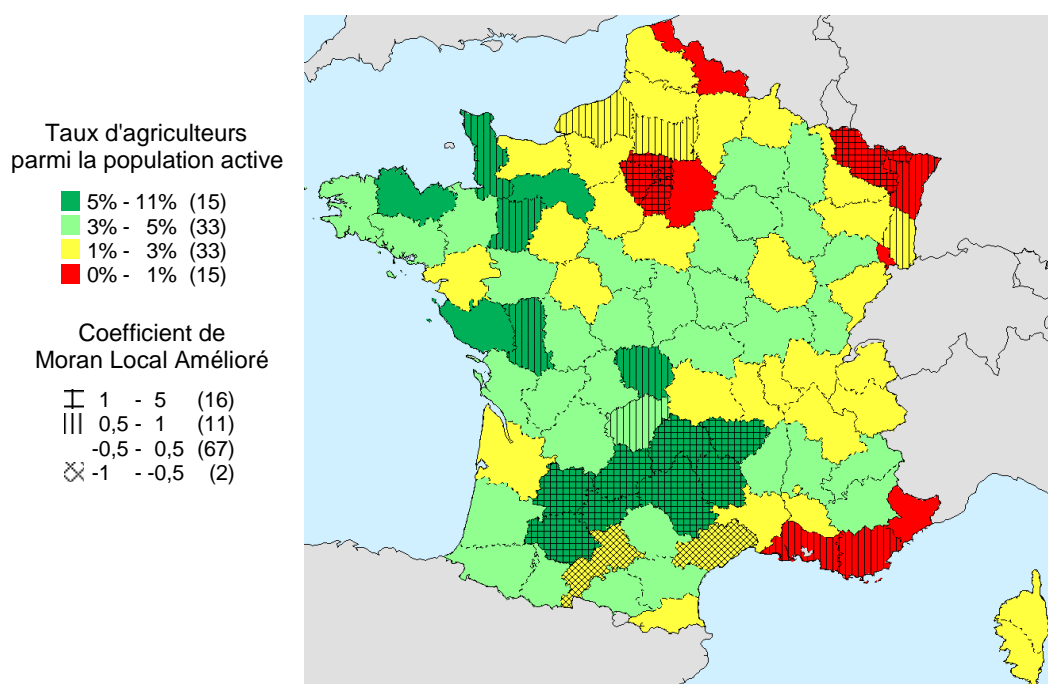 Taux d'agriculteurs
parmi la population active
5% - 11% (15)
3% - 5% (33)
1% - 3% (33)
0% - 1% (15)
Coefficient de
Moran Local Amélioré
1 - 5 (16)
0,5 - 1 (11)
-0,5 - 0,5 (67)
-1 - -0,5 (2)